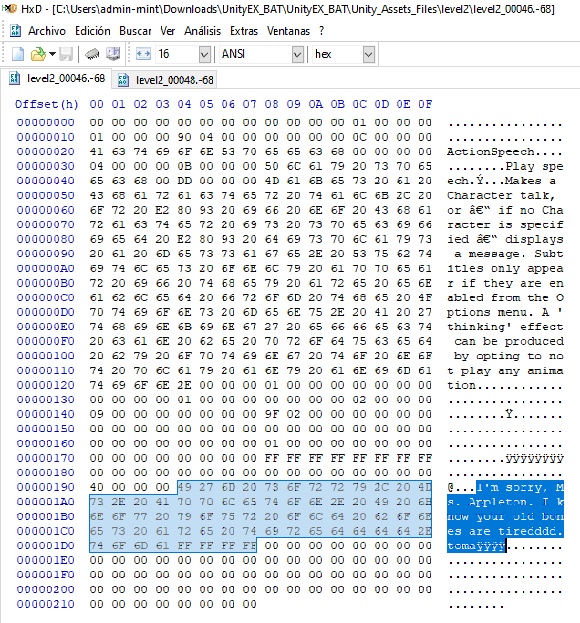 HxD - [C:\Users\admin-mint\Downloads\UnityEX_BAT\UnityEX_BAT\Unity_Assets_Files\level2\level2_00046.-68]
Archivo Edición Buscar Ver Análisis Extras Ventanas ?
16 ANSI hex
level2_00046.-68 level2_00048.-68
Offset(h) 00 01 02 03 04 05 06 07 08 09 0A 0B 0C 0D 0E 0F
00000000 00 00 00 00 00 00 00 00 00 00 00 00 01 00 00 00 ................
00000010 01 00 00 00 90 04 00 00 00 00 00 00 0C 00 00 00 ................
00000020 41 63 74 69 6F 6E 53 70 65 65 63 68 00 00 00 00 ActionSpeech....
00000030 04 00 00 00 0B 00 00 00 50 6C 61 79 20 73 70 65 ........Play spe
00000040 65 63 68 00 DD 00 00 00 4D 61 6B 65 73 20 61 20 ech.Ý...Makes a
00000050 43 68 61 72 61 63 74 65 72 20 74 61 6C 6B 2C 20 Character talk,
00000060 6F 72 20 E2 80 93 20 69 66 20 6E 6F 20 43 68 61 or â€“ if no Cha
00000070 72 61 63 74 65 72 20 69 73 20 73 70 65 63 69 66 racter is specif
00000080 69 65 64 20 E2 80 93 20 64 69 73 70 6C 61 79 73 ied â€“ displays
00000090 20 61 20 6D 65 73 73 61 67 65 2E 20 53 75 62 74 a message. Subt
000000A0 69 74 6C 65 73 20 6F 6E 6C 79 20 61 70 70 65 61 itles only appea
000000B0 72 20 69 66 20 74 68 65 79 20 61 72 65 20 65 6E r if they are en
000000C0 61 62 6C 65 64 20 66 72 6F 6D 20 74 68 65 20 4F abled from the O
000000D0 70 74 69 6F 6E 73 20 6D 65 6E 75 2E 20 41 20 27 ptions menu. A '
000000E0 74 68 69 6E 6B 69 6E 67 27 20 65 66 66 65 63 74 thinking' effect
000000F0 20 63 61 6E 20 62 65 20 70 72 6F 64 75 63 65 64 can be produced
00000100 20 62 79 20 6F 70 74 69 6E 67 20 74 6F 20 6E 6F by opting to no
00000110 74 20 70 6C 61 79 20 61 6E 79 20 61 6E 69 6D 61 t play any anima
00000120 74 69 6F 6E 2E 00 00 00 01 00 00 00 00 00 00 00 tion............
00000130 00 00 00 00 01 00 00 00 00 00 00 00 02 00 00 00 ................
00000140 09 00 00 00 00 00 00 00 9F 02 00 00 00 00 00 00 ........Ÿ.......
00000150 00 00 00 00 00 00 00 00 00 00 00 00 00 00 00 00 ................
00000160 00 00 00 00 00 00 00 00 01 00 00 00 00 00 00 00 ................
00000170 00 00 00 00 00 00 00 00 FF FF FF FF FF FF FF FF ........ÿÿÿÿÿÿÿÿ
00000180 00 00 00 00 00 00 00 00 00 00 00 00 00 00 00 00 ................
00000190 40 00 00 00 49 27 6D 20 73 6F 72 72 79 2C 20 4D @...I'm sorry, M
000001A0 73 2E 20 41 70 70 6C 65 74 6F 6E 2E 20 49 20 6B s. Appleton. I k
000001B0 6E 6F 77 20 79 6F 75 72 20 6F 6C 64 20 62 6F 6E now your old bon
000001C0 65 73 20 61 72 65 20 74 69 72 65 64 64 64 64 2E es are tiredddd.
000001D0 74 6F 6D 61 FF FF FF FF 00 00 00 00 00 00 00 00 tomaÿÿÿÿ........
000001E0 00 00 00 00 00 00 00 00 00 00 00 00 00 00 00 00 ................
000001F0 00 00 00 00 00 00 00 00 00 00 00 00 00 00 00 00 ................
00000200 00 00 00 00 00 00 00 00 00 00 00 00 00 00 00 00 ................
00000210 00 00 00 00 00 00 00 00 ........